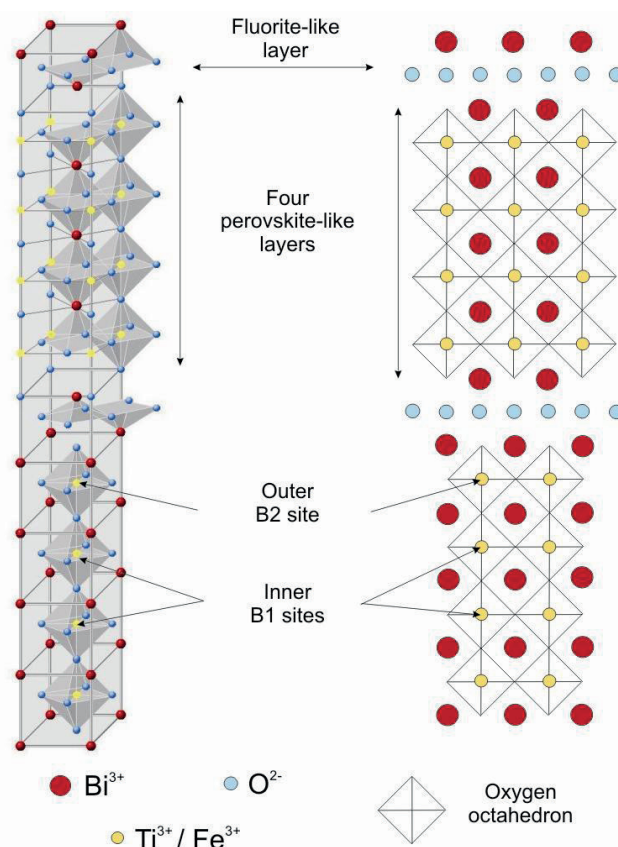 Fluorite-like
layer
Four
perovskite-like
layers
Outer
B2 site
Inner
B1 sites
Bi³⁺
O²⁻
Oxygen
octahedron
Ti³⁺ / Fe³⁺